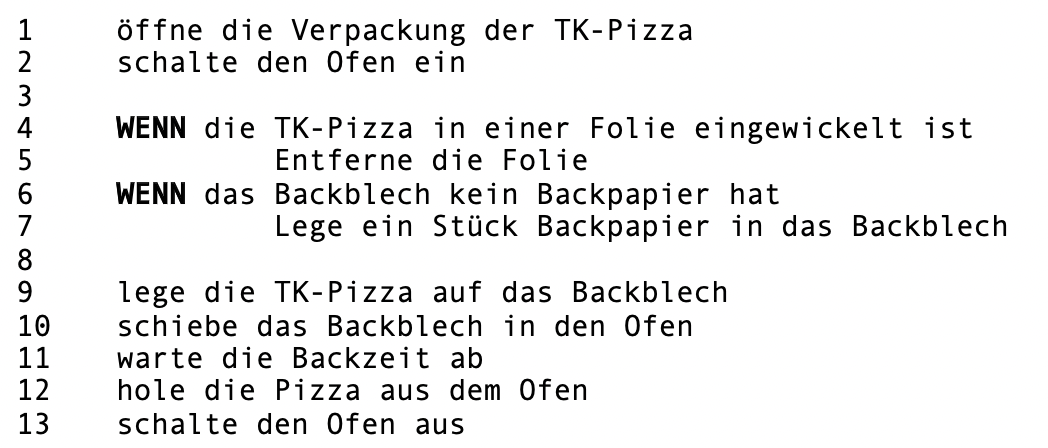 1 öffne die Verpackung der TK-Pizza
2 schalte den Ofen ein
3
4 WENN die TK-Pizza in einer Folie eingewickelt ist
5 Entferne die Folie
6 WENN das Backblech kein Backpapier hat
7 Lege ein Stück Backpapier in das Backblech
8
9 lege die TK-Pizza auf das Backblech
10 schiebe das Backblech in den Ofen
11 warte die Backzeit ab
12 hole die Pizza aus dem Ofen
13 schalte den Ofen aus